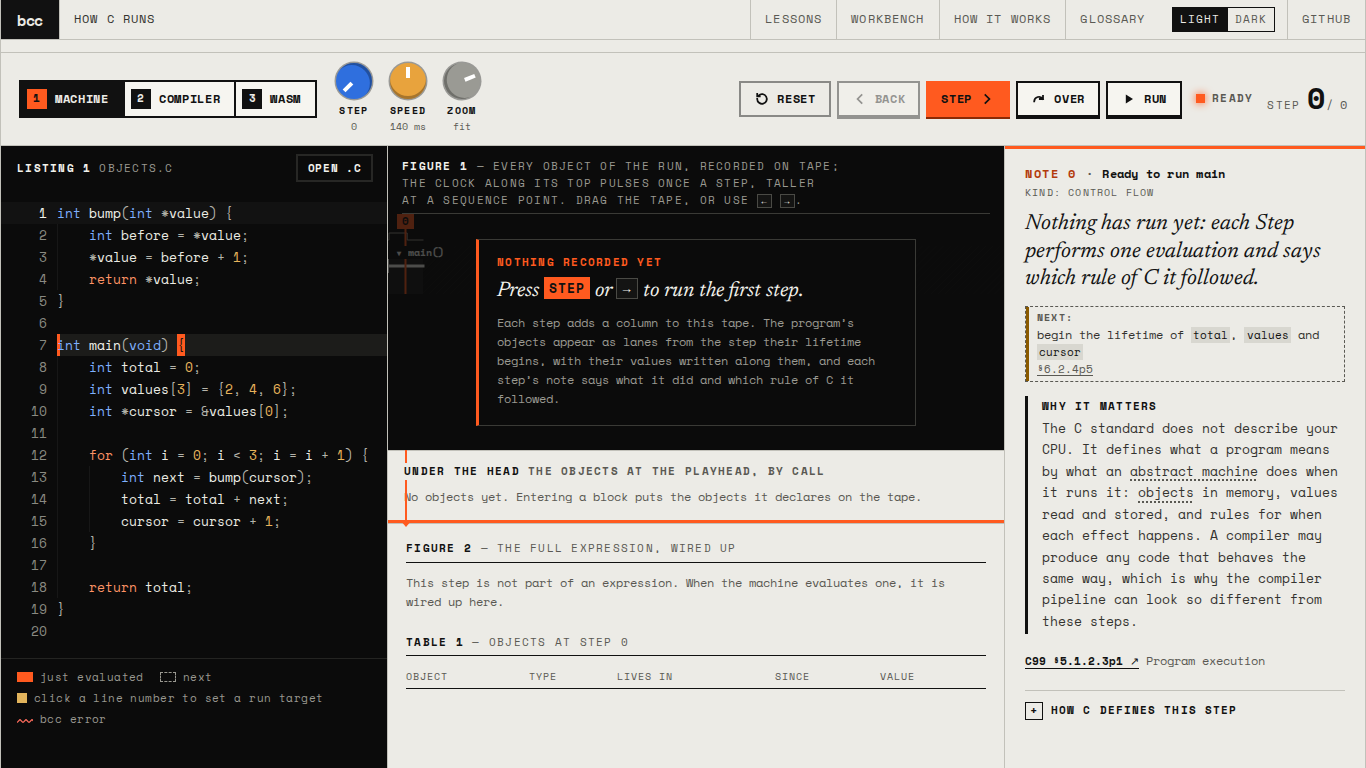 bcc HOW C RUNS LESSONS WORKBENCH HOW IT WORKS GLOSSARY LIGHT DARK GITHUB
1 MACHINE 2 COMPILER 3 WASM
STEP SPEED ZOOM
0 140 ms fit
RESET BACK STEP OVER RUN READY STEP 0 / 0
LISTING 1 OBJECTS.C OPEN .C
1 int bump(int *value) {
2 int before = *value;
3 *value = before + 1;
4 return *value;
5 }
6
7 int main(void) {
8 int total = 0;
9 int values[3] = {2, 4, 6};
10 int *cursor = &values[0];
11
12 for (int i = 0; i < 3; i = i + 1) {
13 int next = bump(cursor);
14 total = total + next;
15 cursor = cursor + 1;
16 }
17
18 return total;
19 }
20
just evaluated next
click a line number to set a run target
bcc error
FIGURE 1 — EVERY OBJECT OF THE RUN, RECORDED ON TAPE;
THE CLOCK ALONG ITS TOP PULSES ONCE A STEP, TALLER
AT A SEQUENCE POINT. DRAG THE TAPE, OR USE ← →.
0
▾ main()
NOTHING RECORDED YET
Press STEP or → to run the first step.
Each step adds a column to this tape. The program's
objects appear as lanes from the step their lifetime
begins, with their values written along them, and each
step's note says what it did and which rule of C it
followed.
UNDER THE HEAD THE OBJECTS AT THE PLAYHEAD, BY CALL
No objects yet. Entering a block puts the objects it declares on the tape.
FIGURE 2 — THE FULL EXPRESSION, WIRED UP
This step is not part of an expression. When the machine evaluates one, it is
wired up here.
TABLE 1 — OBJECTS AT STEP 0
OBJECT TYPE LIVES IN SINCE VALUE
NOTE 0 · Ready to run main
KIND: CONTROL FLOW
Nothing has run yet: each Step
performs one evaluation and says
which rule of C it followed.
NEXT:
begin the lifetime of total, values and
cursor
§6.2.4p5
WHY IT MATTERS
The C standard does not describe your
CPU. It defines what a program means
by what an abstract machine does when
it runs it: objects in memory, values
read and stored, and rules for when
each effect happens. A compiler may
produce any code that behaves the
same way, which is why the compiler
pipeline can look so different from
these steps.
C99 §5.1.2.3p1 ↗ Program execution
+ HOW C DEFINES THIS STEP